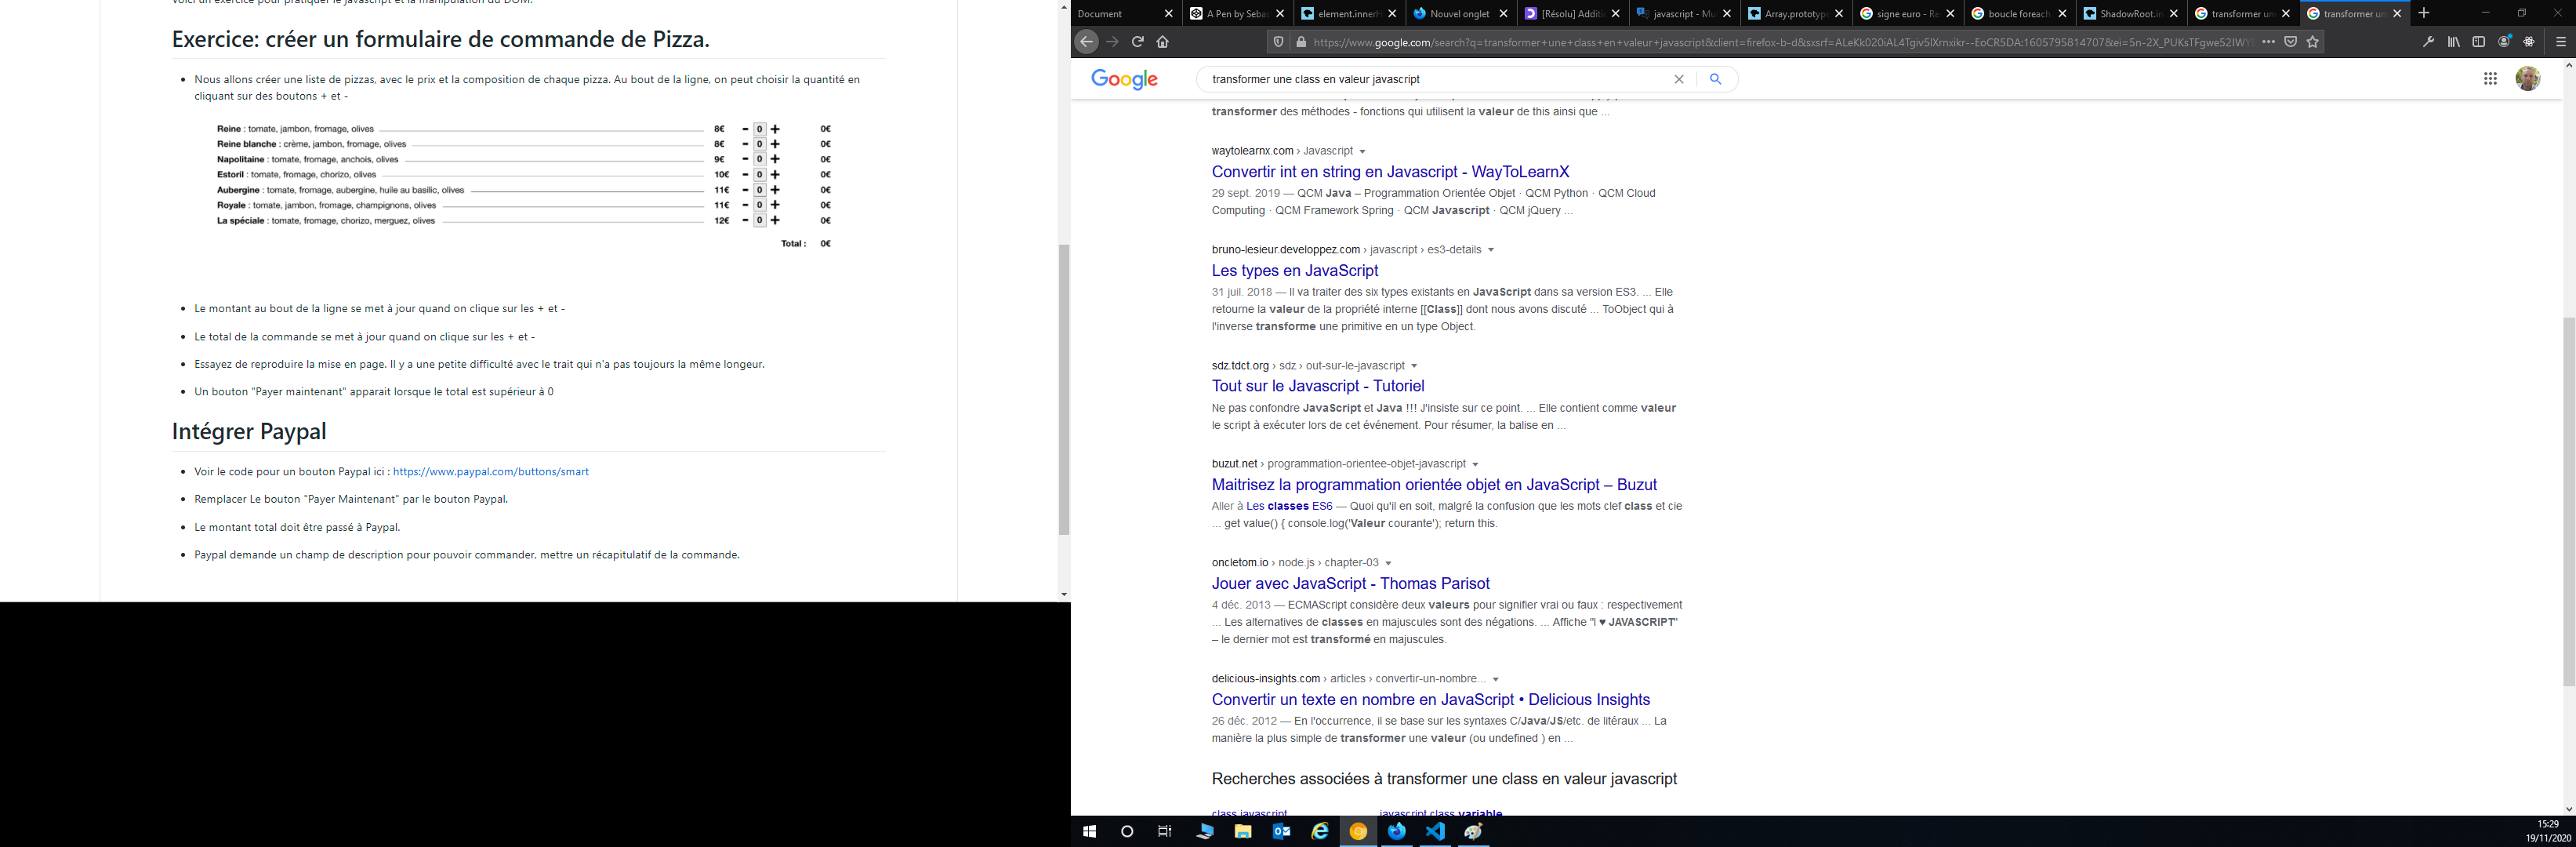 Voici un exercice pour pratiquer le javascript et la manipulation du DOM.
Exercice: créer un formulaire de commande de Pizza.
Nous allons créer une liste de pizzas, avec le prix et la composition de chaque pizza. Au bout de la ligne, on peut choisir la quantité en
cliquant sur des boutons + et -
Reine : tomate, jambon, fromage, olives 8€ - 0 + 0€
Reine blanche : crème, jambon, fromage, olives 8€ - 0 + 0€
Napolitaine : tomate, fromage, anchois, olives 9€ - 0 + 0€
Estoril : tomate, fromage, chorizo, olives 10€ - 0 + 0€
Aubergine : tomate, fromage, aubergine, huile au basilic, olives 11€ - 0 + 0€
Royale : tomate, jambon, fromage, champignons, olives 11€ - 0 + 0€
La spéciale : tomate, fromage, chorizo, merguez, olives 12€ - 0 + 0€
Total : 0€
Le montant au bout de la ligne se met à jour quand on clique sur les + et -
Le total de la commande se met à jour quand on clique sur les + et -
Essayez de reproduire la mise en page. Il y a une petite difficulté avec le trait qui n'a pas toujours la même longeur.
Un bouton "Payer maintenant" apparait lorsque le total est supérieur à 0
Intégrer Paypal
Voir le code pour un bouton Paypal ici : https://www.paypal.com/buttons/smart
Remplacer Le bouton "Payer Maintenant" par le bouton Paypal.
Le montant total doit être passé à Paypal.
Paypal demande un champ de description pour pouvoir commander, mettre un récapitulatif de la commande.
Document
A Pen by Sebas
element.innerH
Nouvel onglet
[Résolu] Additi
javascript - Mu
Array.prototype
signe euro - Re
boucle foreach
ShadowRoot.in
transformer un
transformer un
https://www.google.com/search?q=transformer+une+class+en+valeur+javascript&client=firefox-b-d&sxsrf=
Google
transformer une class en valeur javascript
transformer des méthodes - fonctions qui utilisent la valeur de this ainsi que ...
waytolearnx.com › Javascript
Convertir int en string en Javascript - WayToLearnX
29 sept. 2019 — QCM Java – Programmation Orientée Objet · QCM Python · QCM Cloud
Computing · QCM Framework Spring · QCM Javascript · QCM jQuery ...
bruno-lesieur.developpez.com › javascript › es3-details
Les types en JavaScript
31 juil. 2018 — Il va traiter des six types existants en JavaScript dans sa version ES3. ... Elle
retourne la valeur de la propriété interne [[Class]] dont nous avons discuté ... ToObject qui à
l'inverse transforme une primitive en un type Object.
sdz.tdct.org › sdz › out-sur-le-javascript
Tout sur le Javascript - Tutoriel
Ne pas confondre JavaScript et Java !!! J'insiste sur ce point. ... Elle contient comme valeur
le script à exécuter lors de cet événement. Pour résumer, la balise en ...
buzut.net › programmation-orientee-objet-javascript
Maitrisez la programmation orientée objet en JavaScript – Buzut
Aller à Les classes ES6 — Quoi qu'il en soit, malgré la confusion que les mots clef class et cie
... get value() { console.log('Valeur courante'); return this.
oncletom.io › node.js › chapter-03
Jouer avec JavaScript - Thomas Parisot
4 déc. 2013 — ECMAScript considère deux valeurs pour signifier vrai ou faux : respectivement
... Les alternatives de classes en majuscules sont des négations. ... Affiche "I ♥ JAVASCRIPT"
– le dernier mot est transformé en majuscules.
delicious-insights.com › articles › convertir-un-nombre...
Convertir un texte en nombre en JavaScript • Delicious Insights
26 déc. 2012 — En l'occurrence, il se base sur les syntaxes C/Java/JS/etc. de litéraux ... La
manière la plus simple de transformer une valeur (ou undefined ) en ...
Recherches associées à transformer une class en valeur javascript
class javascript
javascript class variable
15:29
19/11/2020